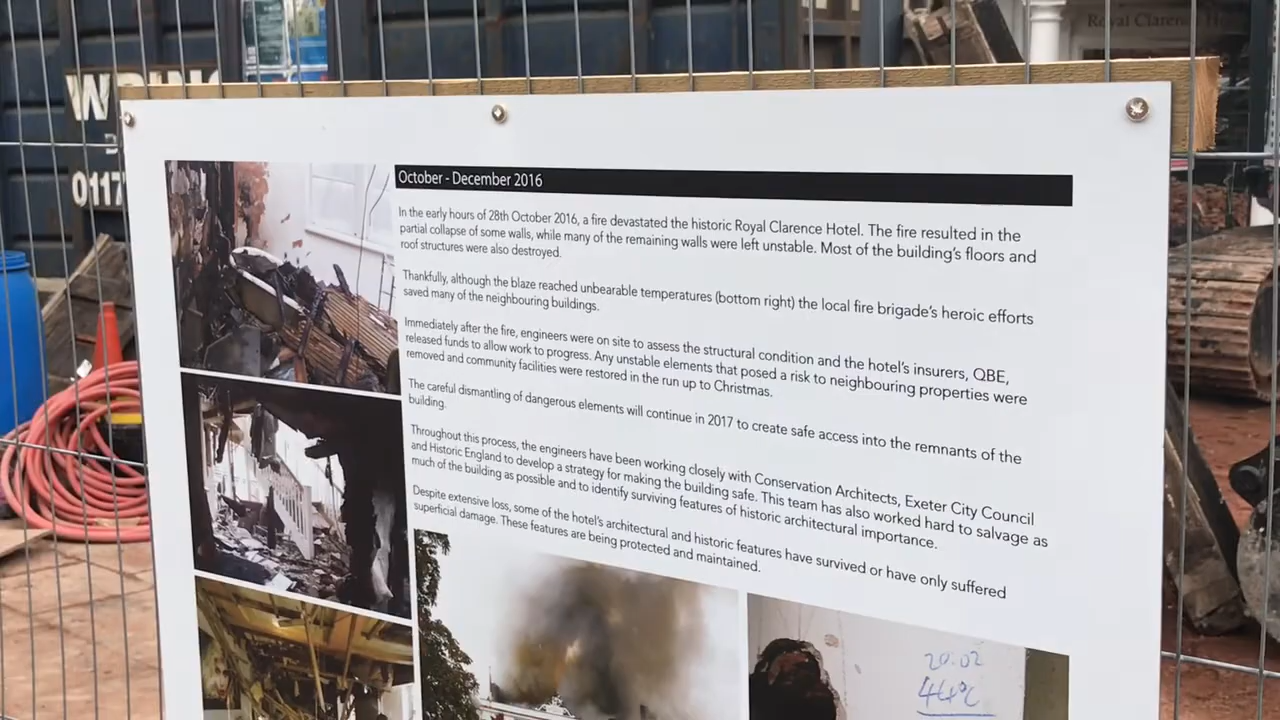 Royal Clarence H
W
0117
October - December 2016
In the early hours of 28th October 2016, a fire devastated the historic Royal Clarence Hotel. The fire resulted in the
partial collapse of some walls, while many of the remaining walls were left unstable. Most of the building's floors and
roof structures were also destroyed.
Thankfully, although the blaze reached unbearable temperatures (bottom right) the local fire brigade's heroic efforts
saved many of the neighbouring buildings.
Immediately after the fire, engineers were on site to assess the structural condition and the hotel's insurers, QBE,
released funds to allow work to progress. Any unstable elements that posed a risk to neighbouring properties were
removed and community facilities were restored in the run up to Christmas.
The careful dismantling of dangerous elements will continue in 2017 to create safe access into the remnants of the
building.
Throughout this process, the engineers have been working closely with Conservation Architects, Exeter City Council
and Historic England to develop a strategy for making the building safe. This team has also worked hard to salvage as
much of the building as possible and to identify surviving features of historic architectural importance.
Despite extensive loss, some of the hotel's architectural and historic features have survived or have only suffered
superficial damage. These features are being protected and maintained.
20:02
44°C